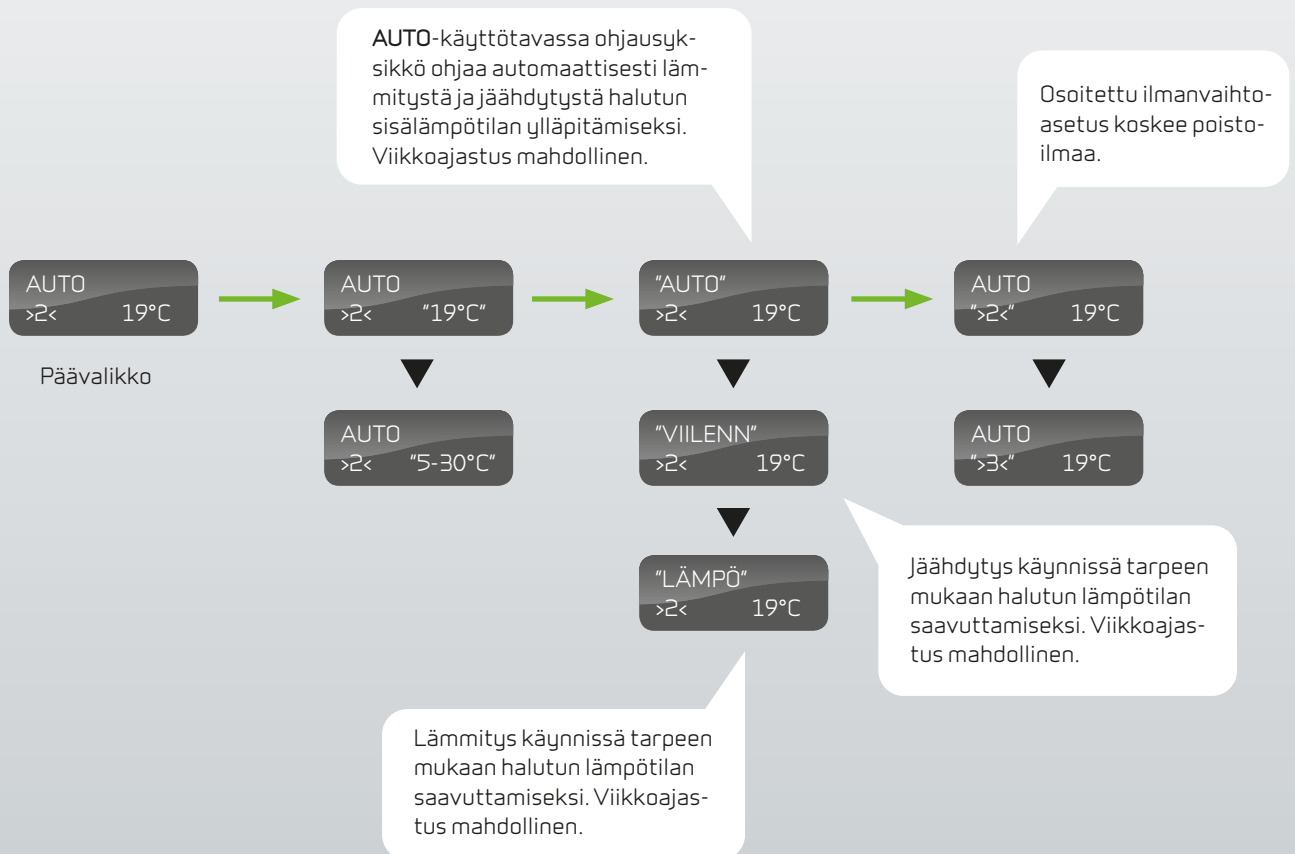 AUTO-käyttötavassa ohjausyk-
sikkö ohjaa automaattisesti läm-
mitystä ja jäähdytystä halutun
sisälämpötilan ylläpitämiseksi.
Viikkoajastus mahdollinen.
Osoitettu ilmanvaihto-
asetus koskee poisto-
ilmaa.
AUTO
>2< 19°C
Päävalikko
AUTO
>2< "19°C"
"AUTO"
>2< 19°C
AUTO
">2<" 19°C
AUTO
>2< "5-30°C"
"VIILENN"
>2< 19°C
AUTO
">3<" 19°C
"LÄMPÖ"
>2< 19°C
Jäähdytys käynnissä tarpeen
mukaan halutun lämpötilan
saavuttamiseksi. Viikkoajas-
tus mahdollinen.
Lämmitys käynnissä tarpeen
mukaan halutun lämpötilan
saavuttamiseksi. Viikkoajas-
tus mahdollinen.